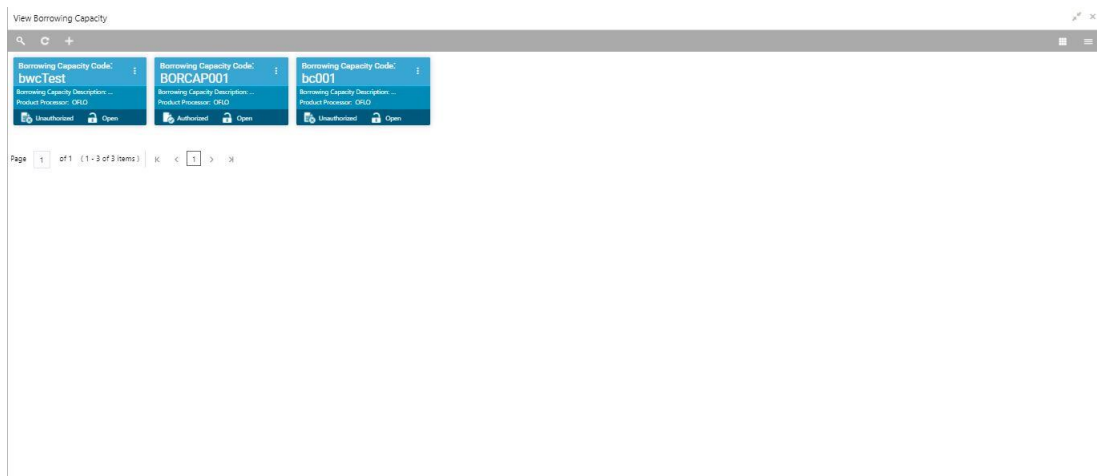 View Borrowing Capacity
Borrowing Capacity Code:
bwcTest
Borrowing Capacity Description: ...
Product Processor: OFLO
Unauthorized Open
Borrowing Capacity Code:
BORCAP001
Borrowing Capacity Description: ...
Product Processor: OFLO
Authorized Open
Borrowing Capacity Code:
bc001
Borrowing Capacity Description: ...
Product Processor: OFLO
Unauthorized Open
Page 1 of 1 (1 - 3 of 3 items) 1